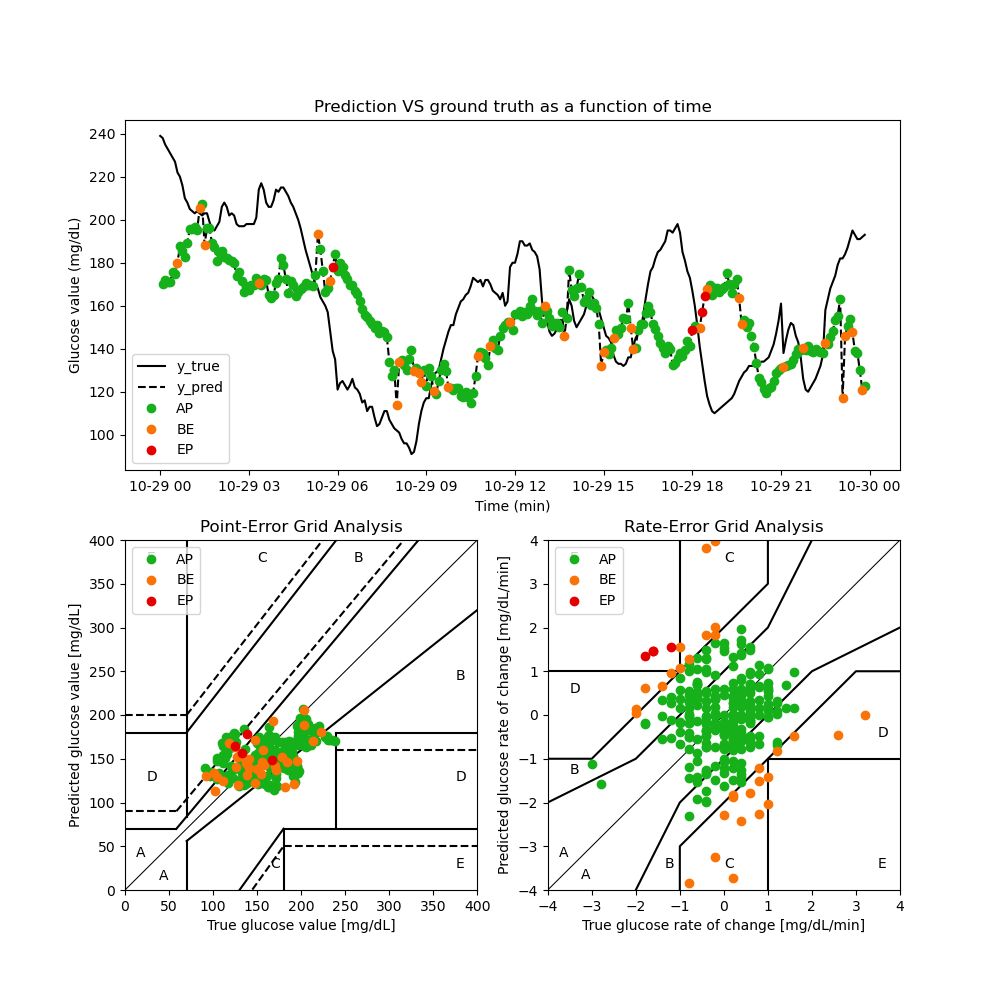 Prediction VS ground truth as a function of time
Glucose value (mg/dL)
240
220
200
180
160
140
120
100
y_true
y_pred
AP
BE
EP
10-29 00 10-29 03 10-29 06 10-29 09 10-29 12 10-29 15 10-29 18 10-29 21 10-30 00
Time (min)
Point-Error Grid Analysis
Predicted glucose value [mg/dL]
400
350
300
250
200
150
100
50
0
AP
BE
EP
C B
B
D D
A C E
A
0 50 100 150 200 250 300 350 400
True glucose value [mg/dL]
Rate-Error Grid Analysis
Predicted glucose rate of change [mg/dL/min]
4
3
2
1
0
−1
−2
−3
−4
AP
BE
EP
C
D
D
B
A B C E
A
−4 −3 −2 −1 0 1 2 3 4
True glucose rate of change [mg/dL/min]